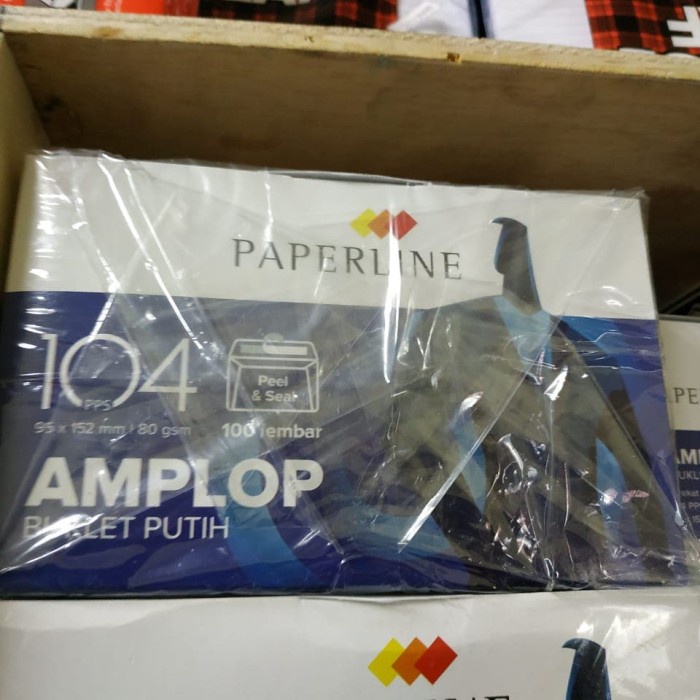 PAPERLINE
104
PPS
Peel
& Seal
95 x 152 mm | 80 gsm
100 lembar
AMPLOP
PUTIH